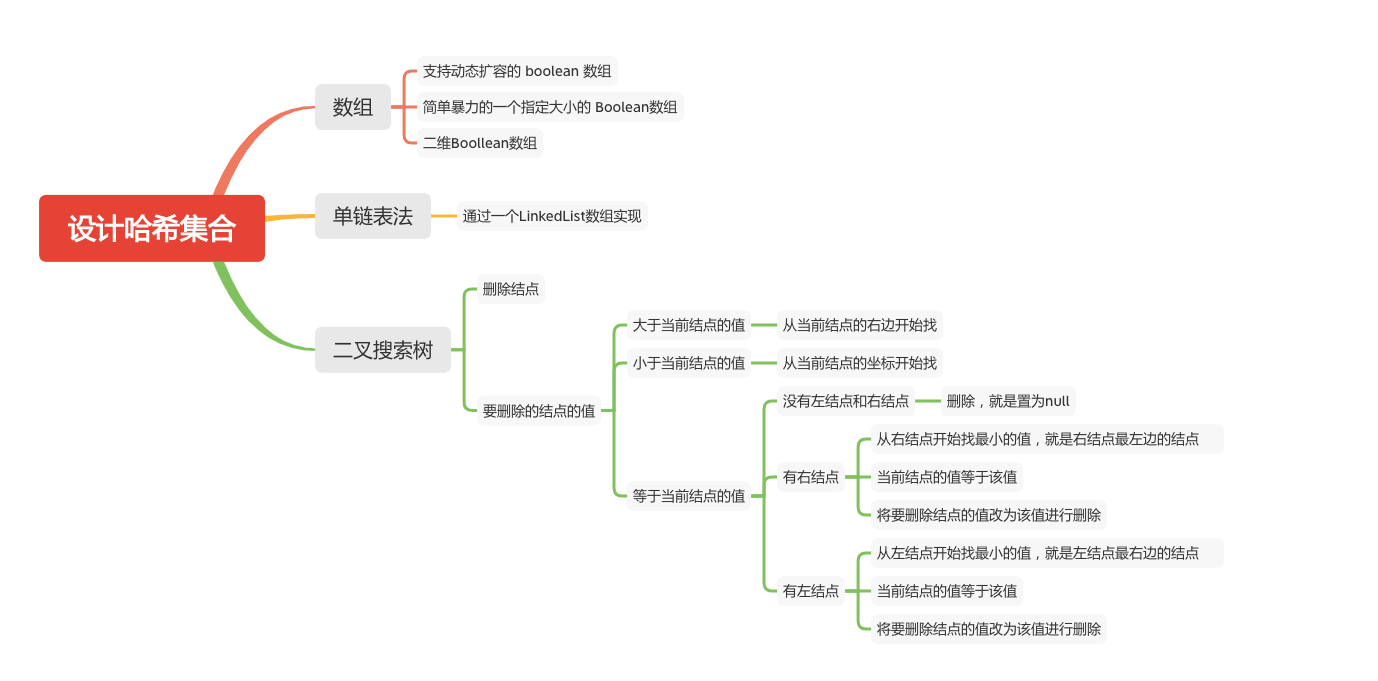 设计哈希集合
数组
支持动态扩容的 boolean 数组
简单暴力的一个指定大小的 Boolean数组
二维Boollean数组
单链表法
通过一个LinkedList数组实现
二叉搜索树
删除结点
要删除的结点的值
大于当前结点的值
从当前结点的右边开始找
小于当前结点的值
从当前结点的坐标开始找
等于当前结点的值
没有左结点和右结点
删除，就是置为null
有右结点
从右结点开始找最小的值，就是右结点最左边的结点
当前结点的值等于该值
将要删除结点的值改为该值进行删除
有左结点
从左结点开始找最小的值，就是左结点最右边的结点
当前结点的值等于该值
将要删除结点的值改为该值进行删除